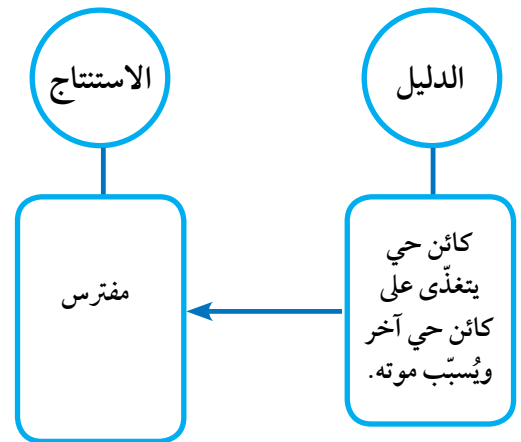 الدليل
الاستنتاج
كائن حي
يتغذّى على
كائن حي آخر
ويُسبّب موته.
مفترس